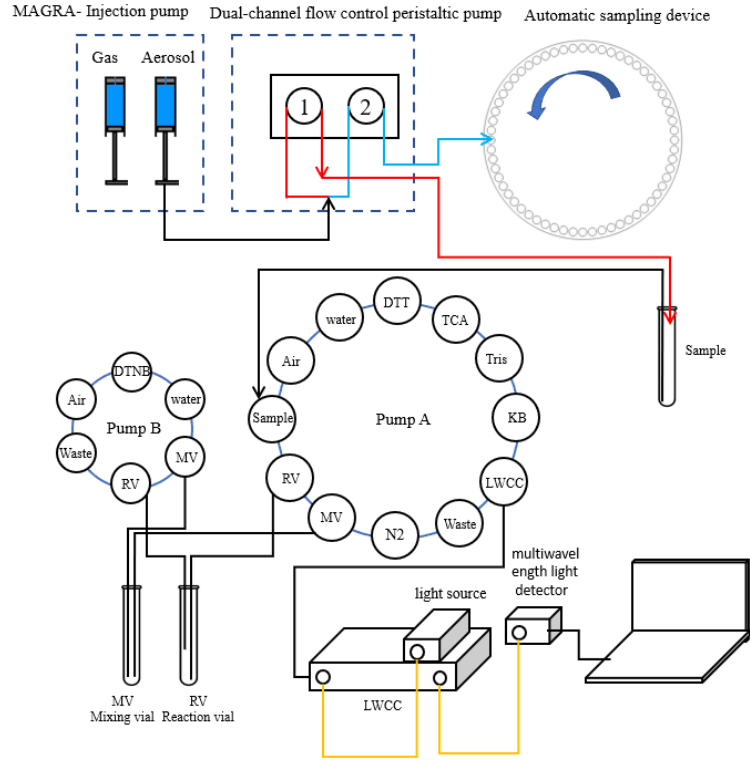 MAGRA- Injection pump
Dual-channel flow control peristaltic pump
Automatic sampling device
Gas
Aerosol
1
2
DTT
water
TCA
Air
Tris
Sample
Pump A
KB
RV
LWCC
MV
N2
Waste
Sample
DTNB
Air
water
Pump B
Waste
MV
RV
multiwavel
ength light
detector
light source
LWCC
MV
Mixing vial
RV
Reaction vial